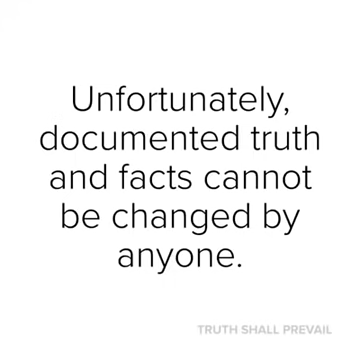 Unfortunately,
documented truth
and facts cannot
be changed by
anyone.
TRUTH SHALL PREVAIL